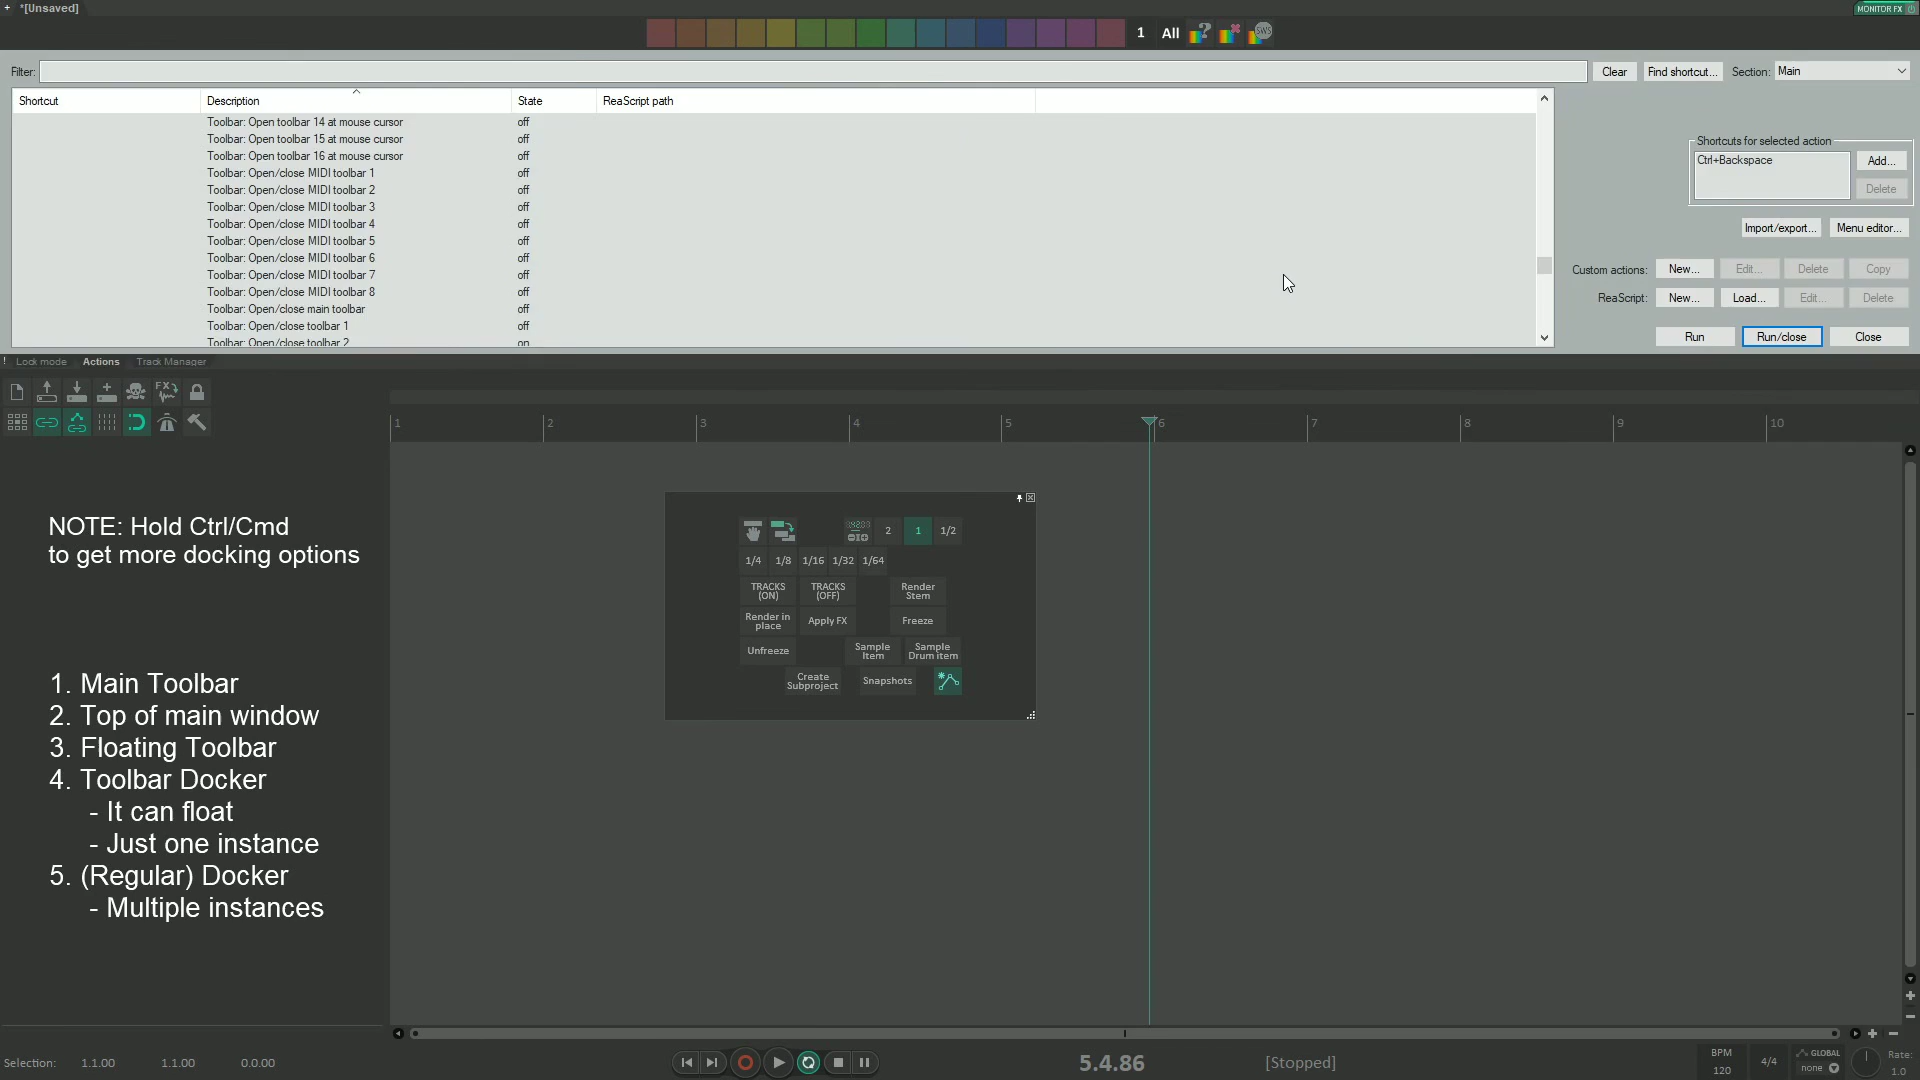 + *[Unsaved]
MONITOR FX
1 All
SWS
Filter:
Clear
Find shortcut...
Section: Main
Shortcut
Description
State
ReaScript path
Toolbar: Open toolbar 14 at mouse cursor off
Toolbar: Open toolbar 15 at mouse cursor off
Toolbar: Open toolbar 16 at mouse cursor off
Toolbar: Open/close MIDI toolbar 1 off
Toolbar: Open/close MIDI toolbar 2 off
Toolbar: Open/close MIDI toolbar 3 off
Toolbar: Open/close MIDI toolbar 4 off
Toolbar: Open/close MIDI toolbar 5 off
Toolbar: Open/close MIDI toolbar 6 off
Toolbar: Open/close MIDI toolbar 7 off
Toolbar: Open/close MIDI toolbar 8 off
Toolbar: Open/close main toolbar off
Toolbar: Open/close toolbar 1 off
Toolbar: Open/close toolbar 2 on
Shortcuts for selected action
Ctrl+Backspace
Add...
Delete
Import/export...
Menu editor...
Custom actions: New... Edit... Delete Copy
ReaScript: New... Load... Edit... Delete
Run
Run/close
Close
! Lock mode Actions Track Manager
FX
1 2 3 4 5 6 7 8 9 10
NOTE: Hold Ctrl/Cmd
to get more docking options
1. Main Toolbar
2. Top of main window
3. Floating Toolbar
4. Toolbar Docker
- It can float
- Just one instance
5. (Regular) Docker
- Multiple instances
2 1 1/2
1/4 1/8 1/16 1/32 1/64
TRACKS
(ON)
TRACKS
(OFF)
Render
Stem
Render in
place
Apply FX
Freeze
Unfreeze
Sample
Item
Sample
Drum item
Create
Subproject
Snapshots
Selection: 1.1.00 1.1.00 0.0.00
5.4.86
[Stopped]
BPM
120
4/4
GLOBAL
none
Rate:
1.0